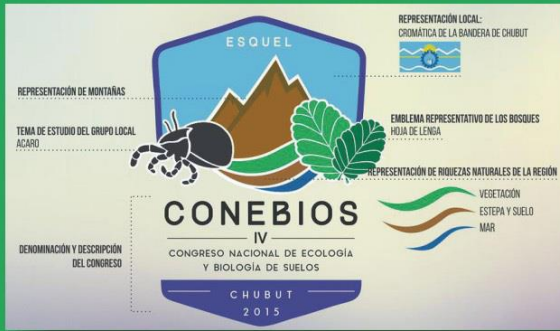 REPRESENTACIÓN LOCAL:
CROMÁTICA DE LA BANDERA DE CHUBUT
ESQUEL
REPRESENTACIÓN DE MONTAÑAS
TEMA DE ESTUDIO DEL GRUPO LOCAL
ACARO
EMBLEMA REPRESENTATIVO DE LOS BOSQUES
HOJA DE LENGA
REPRESENTACIÓN DE RIQUEZAS NATURALES DE LA REGIÓN
VEGETACIÓN
ESTEPA Y SUELO
MAR
CONEBIOS
IV
CONGRESO NACIONAL DE ECOLOGÍA
Y BIOLOGÍA DE SUELOS
DENOMINACIÓN Y DESCRIPCIÓN
DEL CONGRESO
CHUBUT
2015